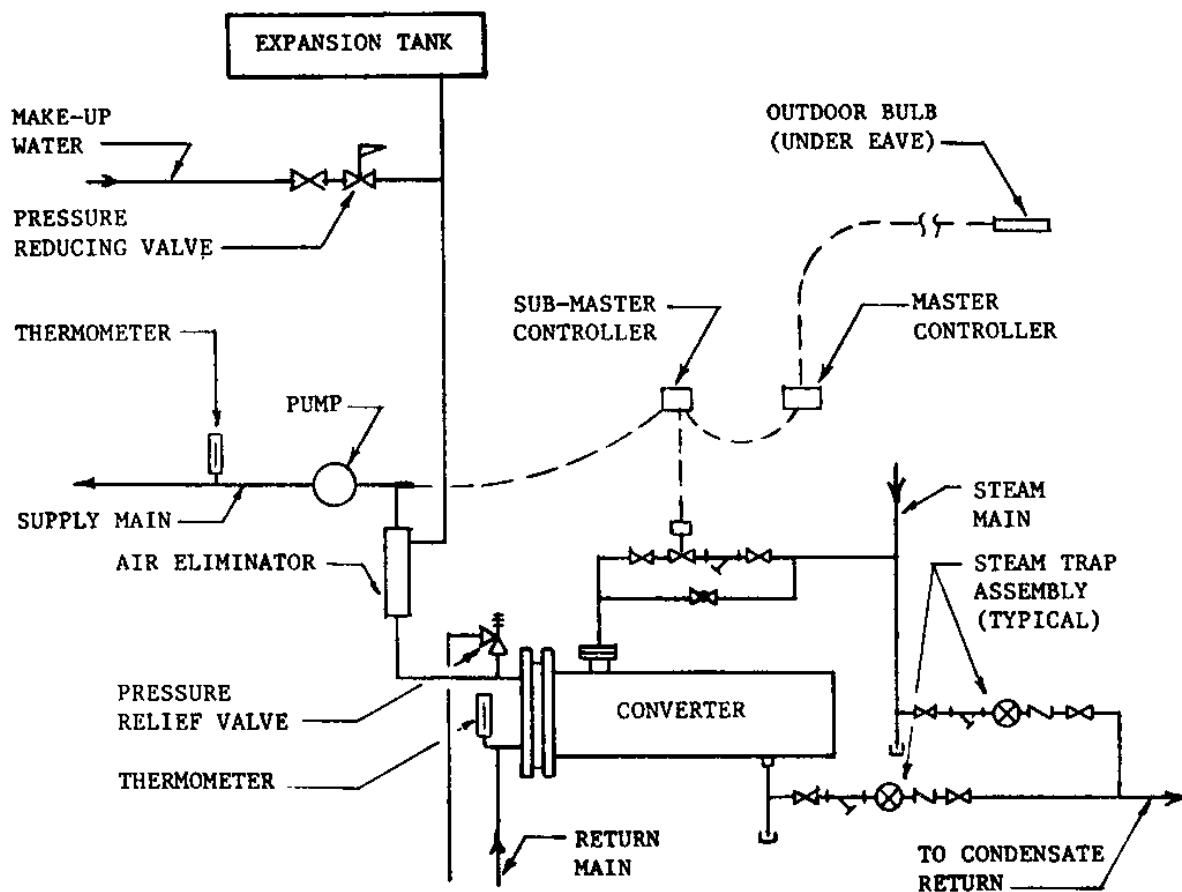 EXPANSION TANK
MAKE-UP
WATER
OUTDOOR BULB
(UNDER EAVE)
PRESSURE
REDUCING VALVE
SUB-MASTER
CONTROLLER
MASTER
CONTROLLER
THERMOMETER
PUMP
SUPPLY MAIN
STEAM
MAIN
AIR ELIMINATOR
STEAM TRAP
ASSEMBLY
(TYPICAL)
PRESSURE
RELIEF VALVE
CONVERTER
THERMOMETER
RETURN
MAIN
TO CONDENSATE
RETURN